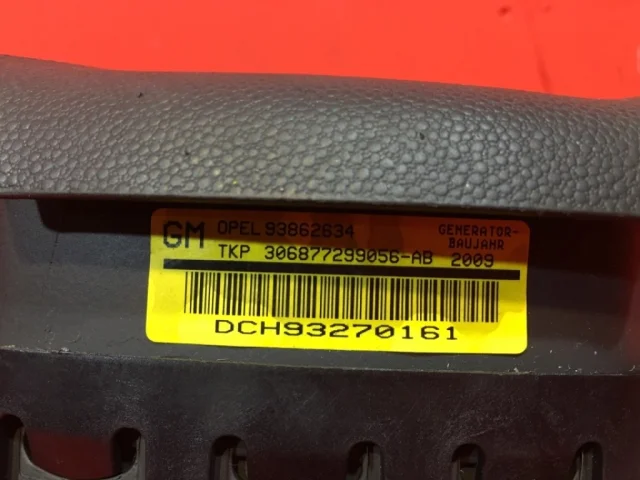 GM OPEL 93862634 GENERATOR-
BAUJAHR
TKP 306877299056-AB 2009
DCH93270161